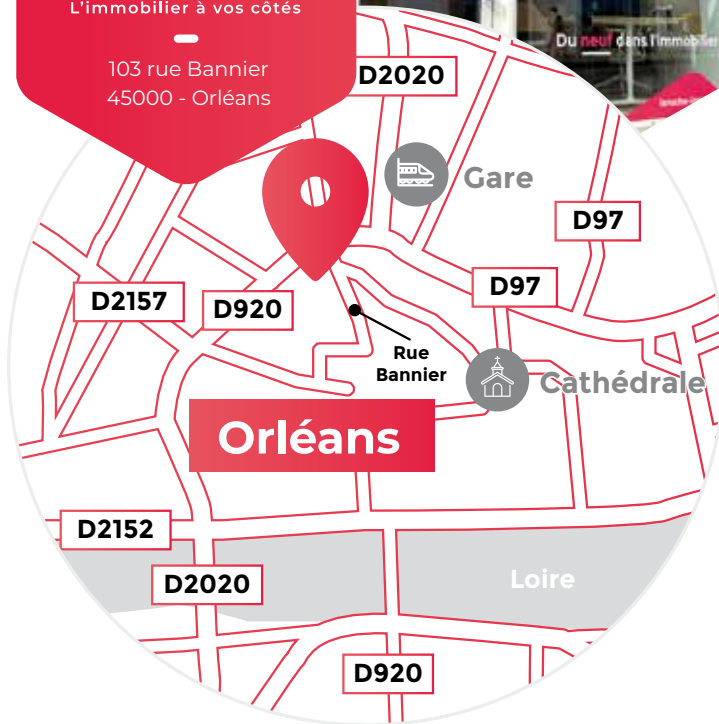 L'immobilier à vos côtés
103 rue Bannier
45000 - Orléans
Du neuf dans l'immobilier
D2020
Gare
D97
D97
D2157
D920
Rue
Bannier
Cathédrale
Orléans
D2152
D2020
Loire
D920